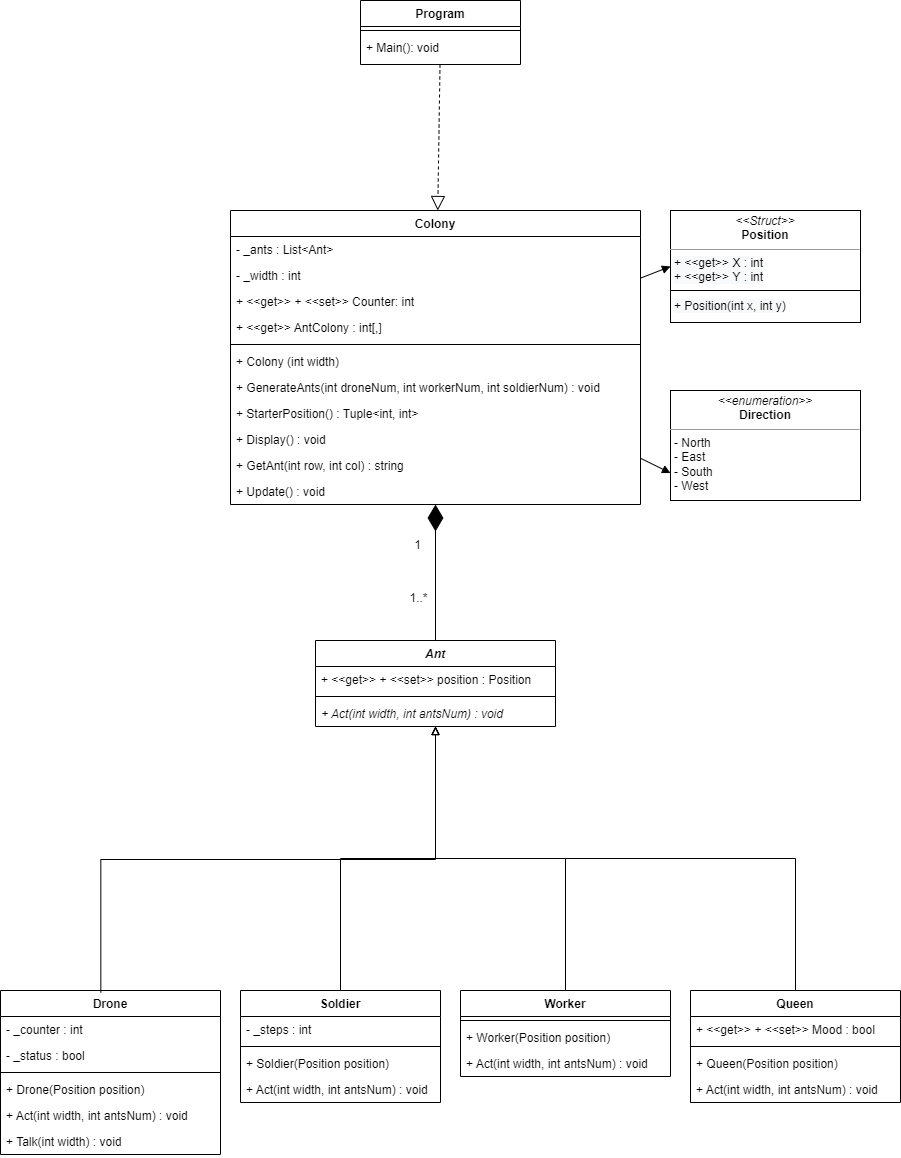 Program
+ Main(): void
Colony
- _ants : List<Ant>
- _width : int
+ <<get>> + <<set>> Counter: int
+ <<get>> AntColony : int[,]
+ Colony (int width)
+ GenerateAnts(int droneNum, int workerNum, int soldierNum) : void
+ StarterPosition() : Tuple<int, int>
+ Display() : void
+ GetAnt(int row, int col) : string
+ Update() : void
<<Struct>>
Position
+ <<get>> X : int
+ <<get>> Y : int
+ Position(int x, int y)
<<enumeration>>
Direction
- North
- East
- South
- West
1
1..*
Ant
+ <<get>> + <<set>> position : Position
+ Act(int width, int antsNum) : void
Drone
- _counter : int
- _status : bool
+ Drone(Position position)
+ Act(int width, int antsNum) : void
+ Talk(int width) : void
Soldier
- _steps : int
+ Soldier(Position position)
+ Act(int width, int antsNum) : void
Worker
+ Worker(Position position)
+ Act(int width, int antsNum) : void
Queen
+ <<get>> + <<set>> Mood : bool
+ Queen(Position position)
+ Act(int width, int antsNum) : void